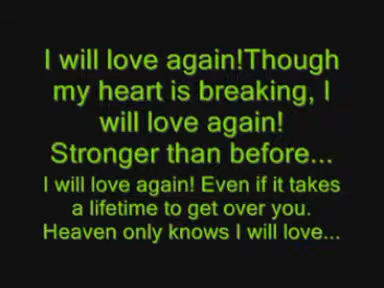 I will love again!Though
my heart is breaking, I
will love again!
Stronger than before...
I will love again! Even if it takes
a lifetime to get over you.
Heaven only knows I will love...